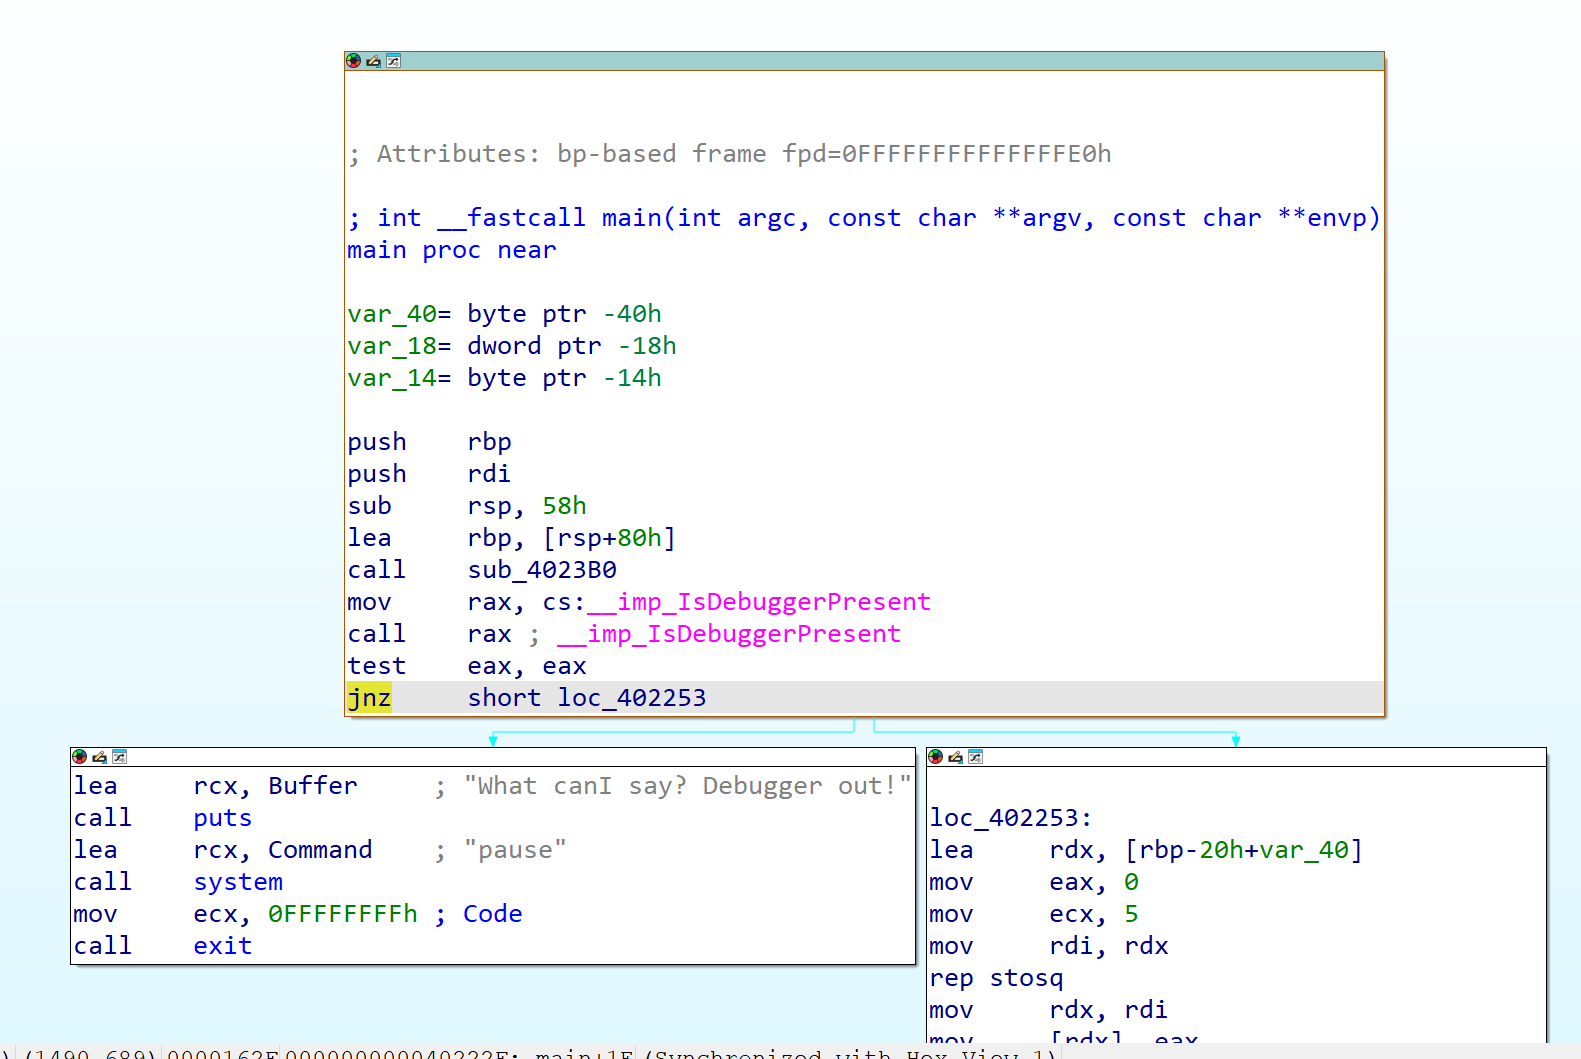 ; Attributes: bp-based frame fpd=0FFFFFFFFFFFFFFE0h
; int __fastcall main(int argc, const char **argv, const char **envp)
main proc near
var_40= byte ptr -40h
var_18= dword ptr -18h
var_14= byte ptr -14h
push rbp
push rdi
sub rsp, 58h
lea rbp, [rsp+80h]
call sub_4023B0
mov rax, cs:__imp_IsDebuggerPresent
call rax ; __imp_IsDebuggerPresent
test eax, eax
jnz short loc_402253
lea rcx, Buffer ; "What canI say? Debugger out!"
call puts
lea rcx, Command ; "pause"
call system
mov ecx, 0FFFFFFFFh ; Code
call exit
loc_402253:
lea rdx, [rbp-20h+var_40]
mov eax, 0
mov ecx, 5
mov rdi, rdx
rep stosq
mov rdx, rdi
mov [rdx], eax
) (1490,689) 0000162F 000000000040222F: main+1F (Synchronized with Hex View-1)